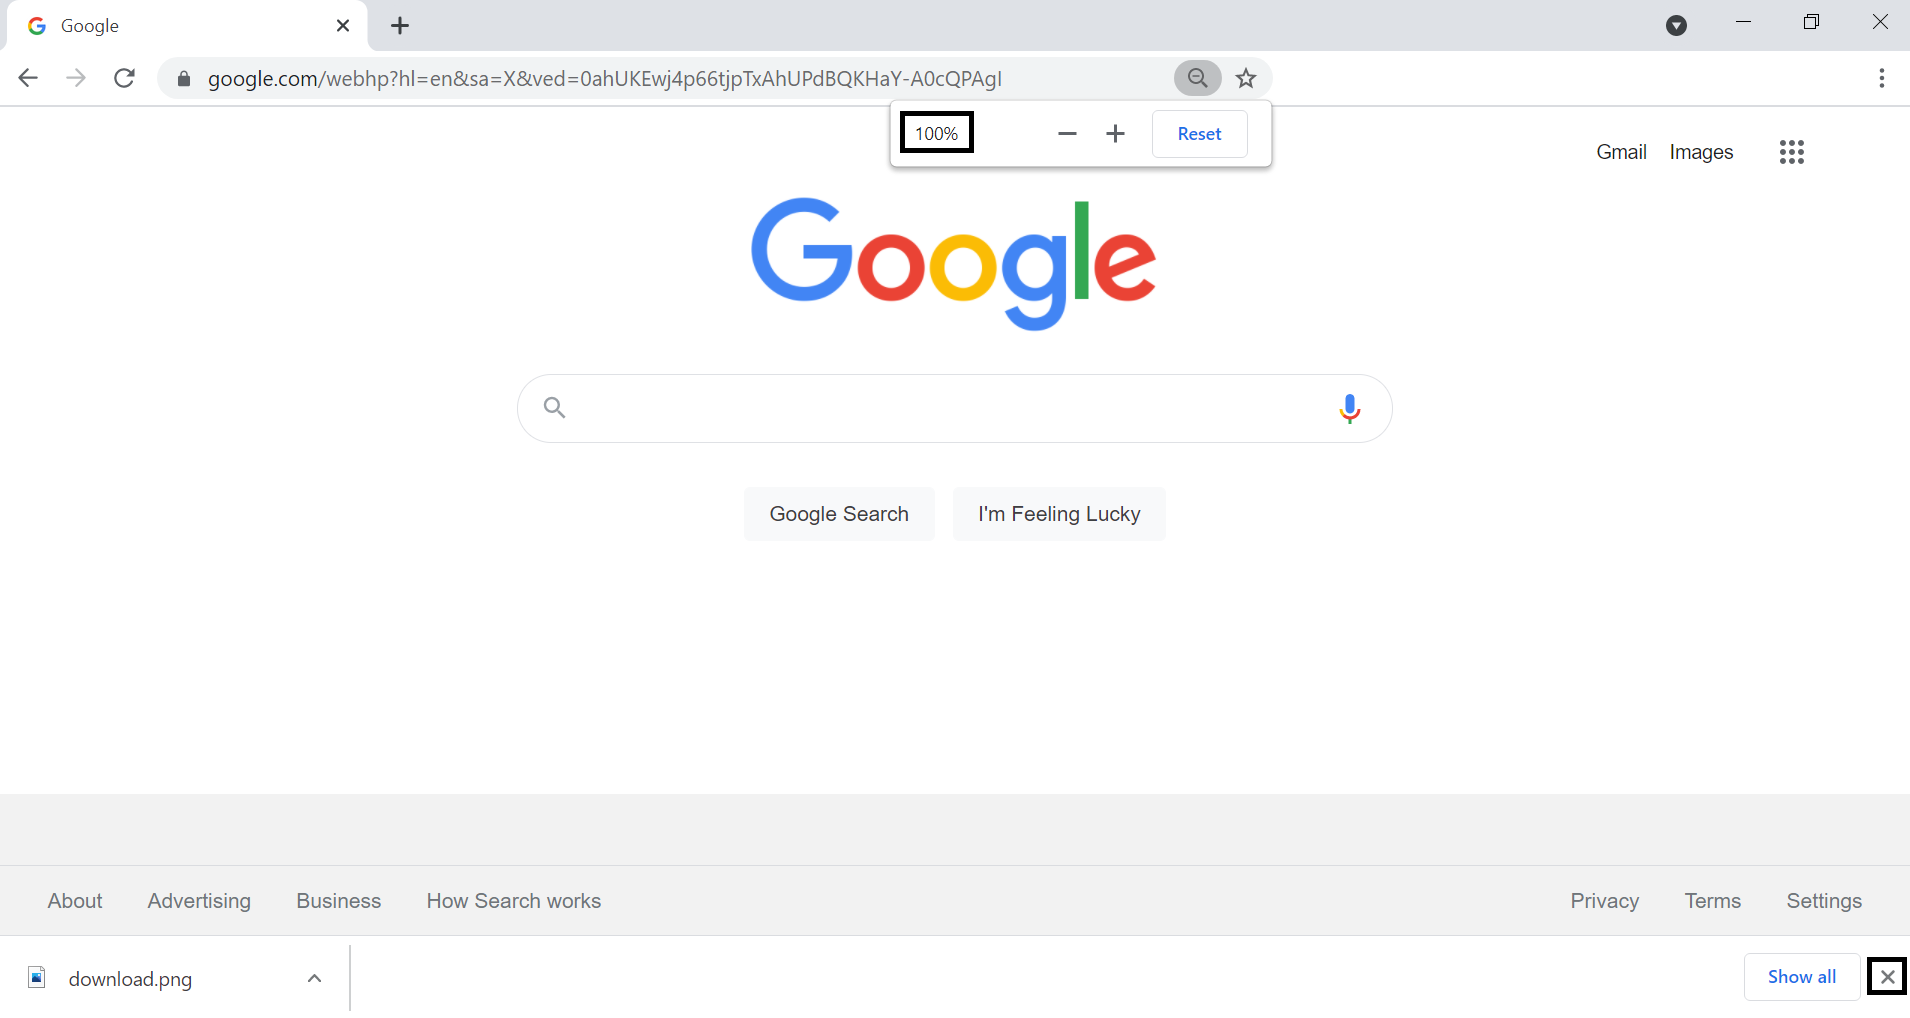 Google
google.com/webhp?hl=en&sa=X&ved=0ahUKEwj4p66tjpTxAhUPdBQKHaY-A0cQPAgI
100% Reset
Gmail Images
Google
Google Search I'm Feeling Lucky
About Advertising Business How Search works Privacy Terms Settings
download.png Show all